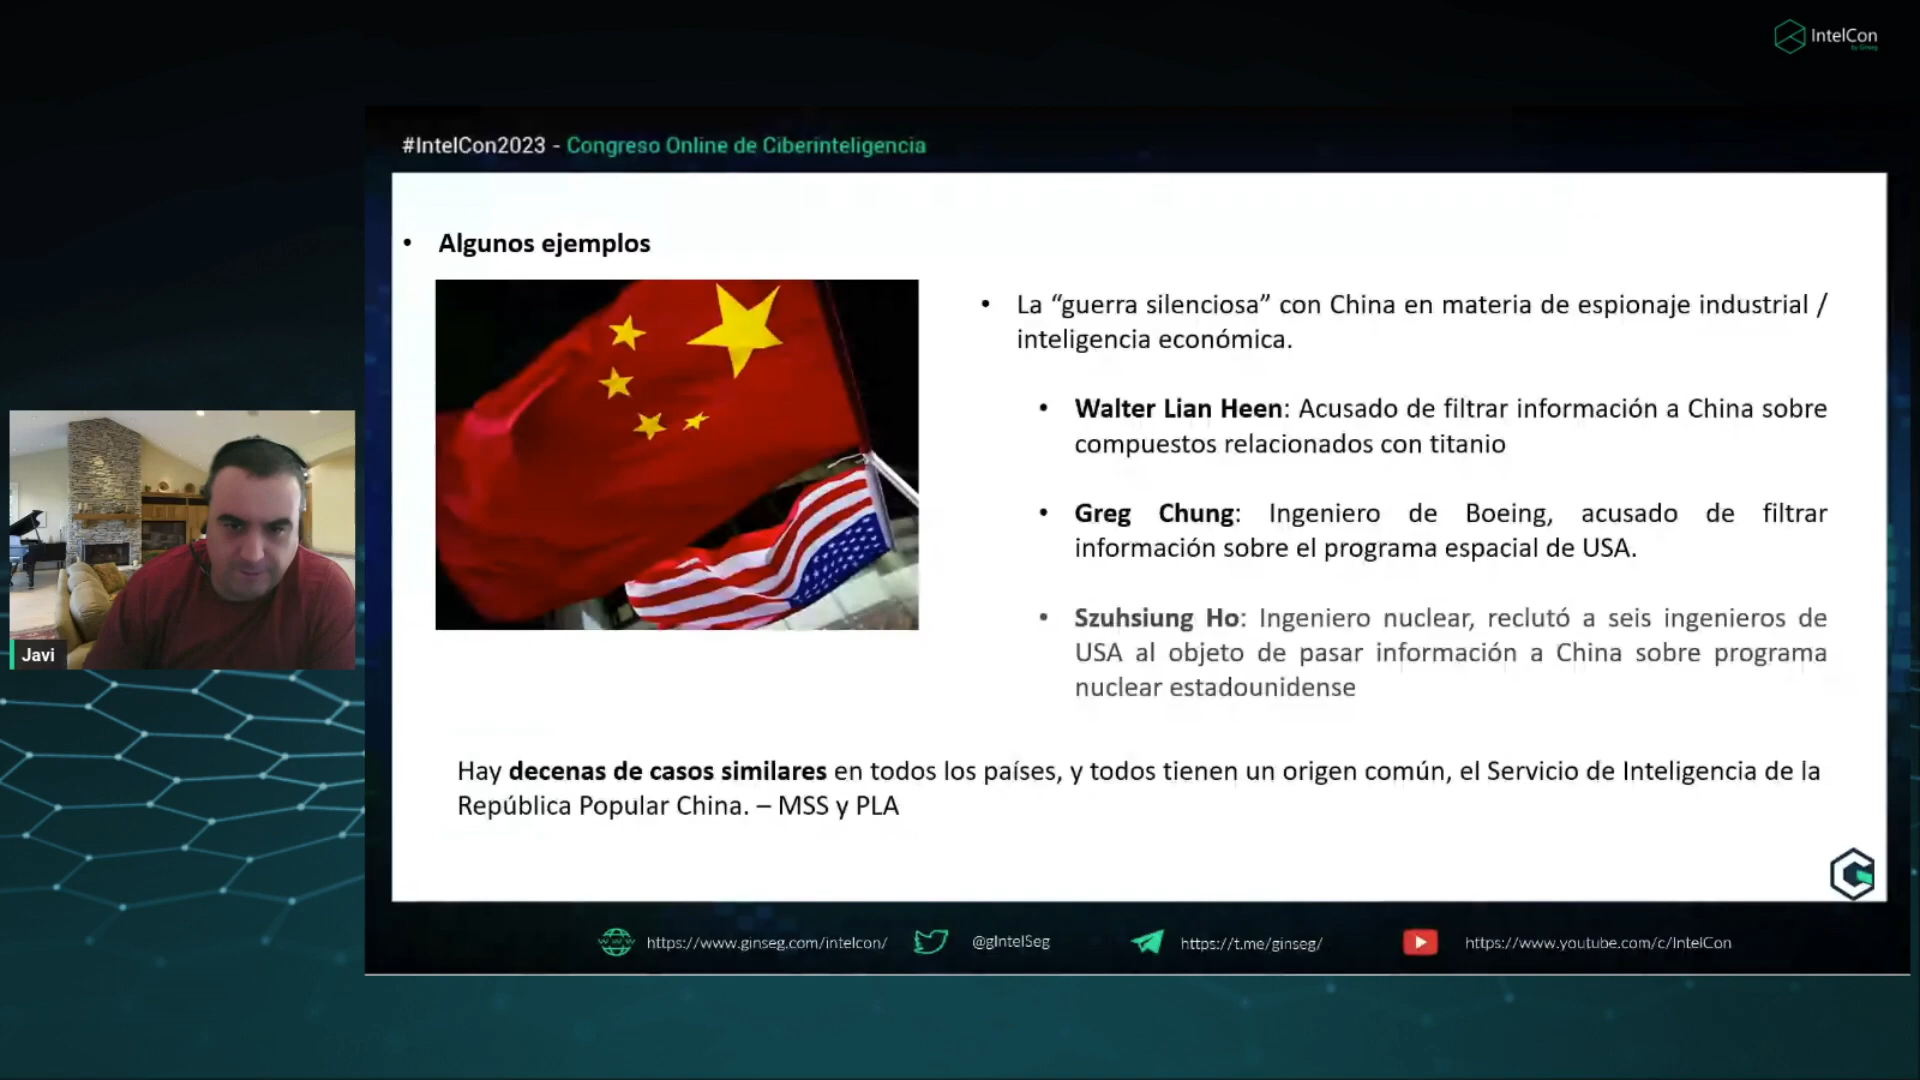 IntelCon
by Ginseg
#IntelCon2023 - Congreso Online de Ciberinteligencia
• Algunos ejemplos
• La “guerra silenciosa” con China en materia de espionaje industrial /
inteligencia económica.
• Walter Lian Heen: Acusado de filtrar información a China sobre
compuestos relacionados con titanio
• Greg Chung: Ingeniero de Boeing, acusado de filtrar
información sobre el programa espacial de USA.
• Szuhsiung Ho: Ingeniero nuclear, reclutó a seis ingenieros de
USA al objeto de pasar información a China sobre programa
nuclear estadounidense
Javi
Hay decenas de casos similares en todos los países, y todos tienen un origen común, el Servicio de Inteligencia de la
República Popular China. – MSS y PLA
https://www.ginseg.com/intelcon/
@gIntelSeg
https://t.me/ginseg/
https://www.youtube.com/c/IntelCon